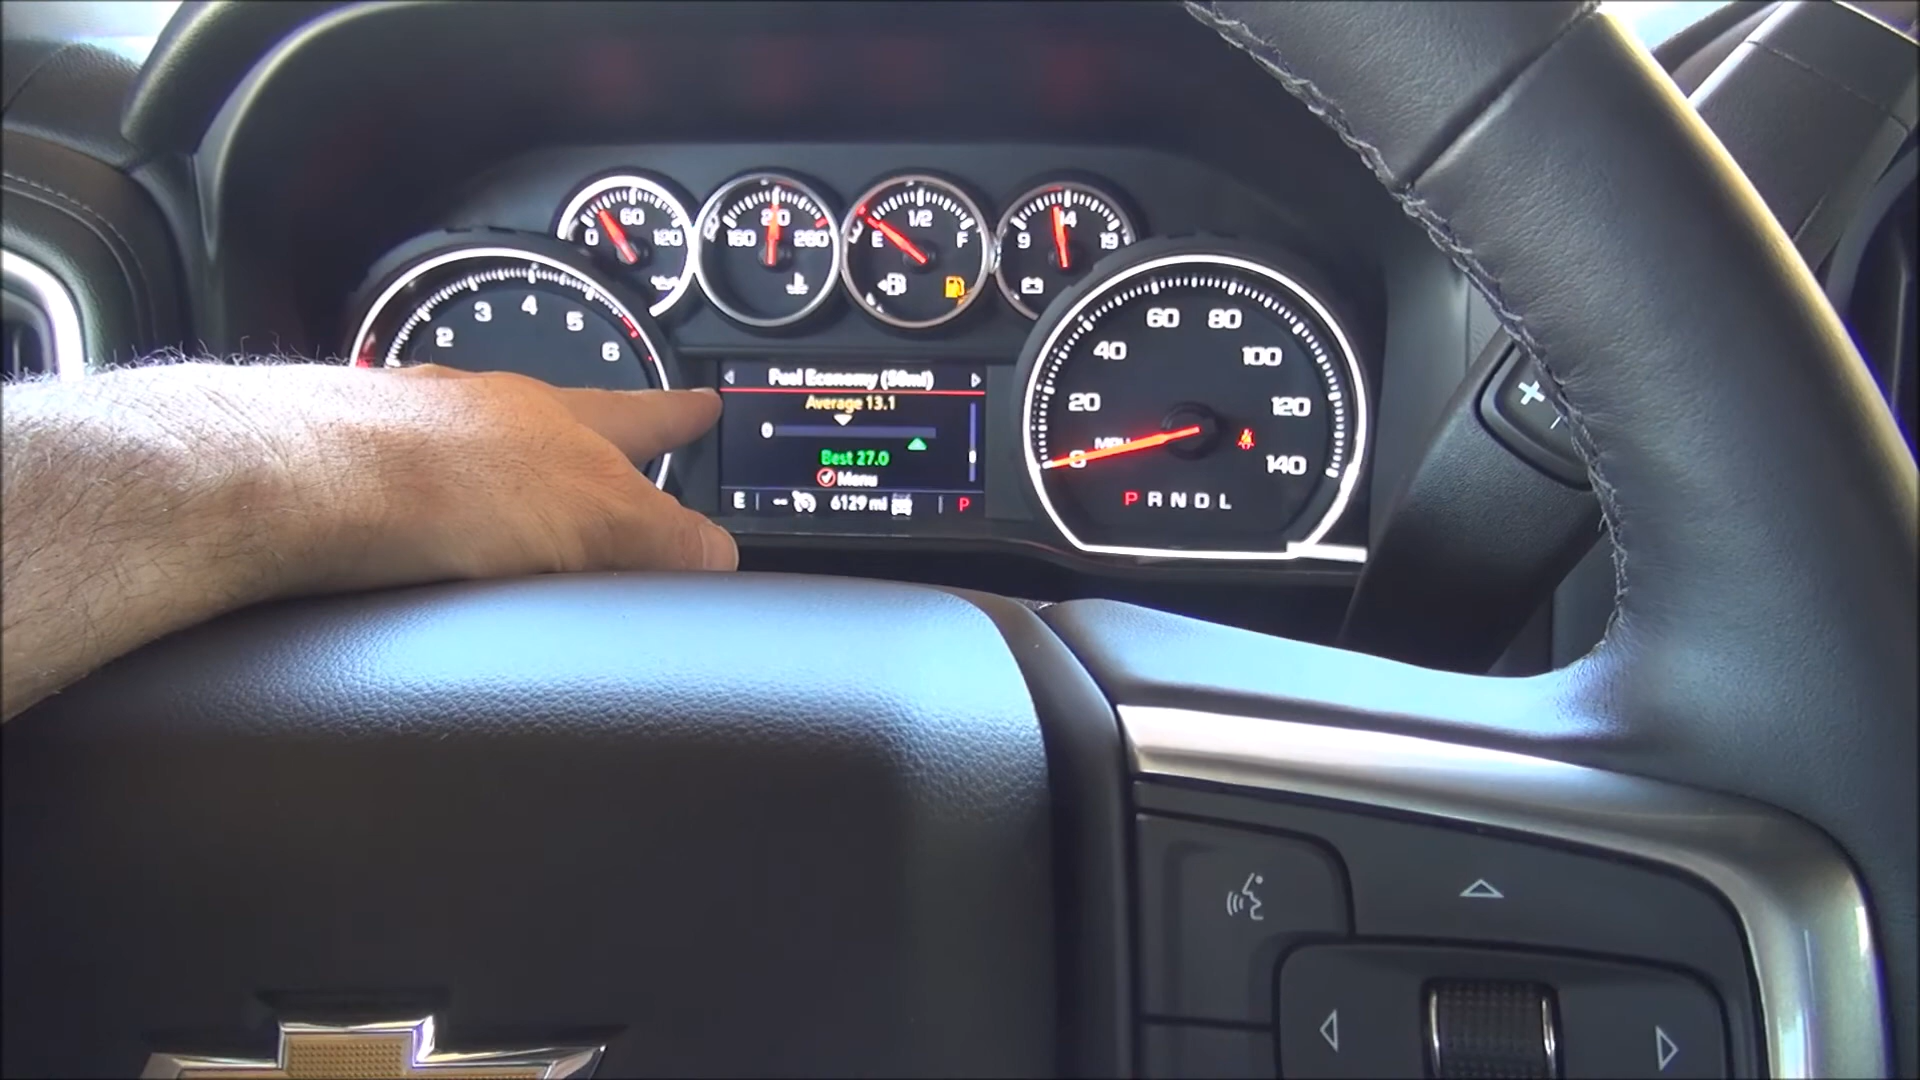 0 60 120
160 210 260
E 1/2 F
9 14 19
2 3 4 5 6
Fuel Economy (50mi)
Average 13.1
0
Best 27.0
Menu
E -- 6129 mi P
0 20 40 60 80 100 120 140
MPH
P R N D L
+